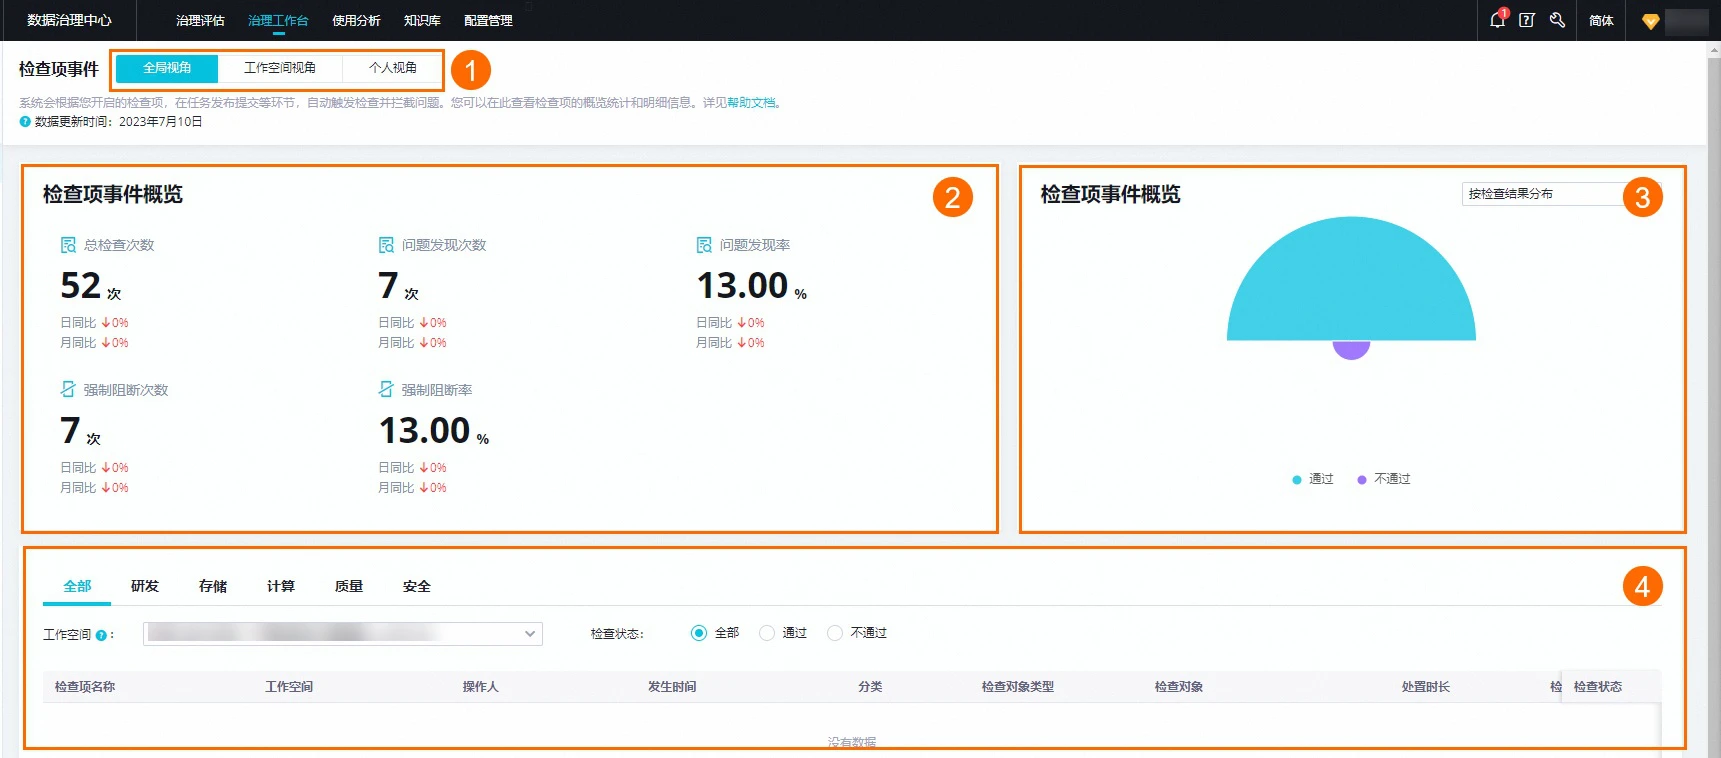 数据治理中心 治理评估 治理工作台 使用分析 知识库 配置管理 1 简体
检查项事件 全局视角 工作空间视角 个人视角 1
系统会根据您开启的检查项，在任务发布提交等环节，自动触发检查并拦截问题。您可以在此查看检查项的概览统计和明细信息。详见帮助文档。
? 数据更新时间：2023年7月10日
检查项事件概览 2
总检查次数 问题发现次数 问题发现率
52 次 7 次 13.00 %
日同比 ↓0% 日同比 ↓0% 日同比 ↓0%
月同比 ↓0% 月同比 ↓0% 月同比 ↓0%
强制阻断次数 强制阻断率
7 次 13.00 %
日同比 ↓0% 日同比 ↓0%
月同比 ↓0% 月同比 ↓0%
检查项事件概览 按检查结果分布 3
通过 不通过
全部 研发 存储 计算 质量 安全 4
工作空间 ? : 检查状态： 全部 通过 不通过
检查项名称 工作空间 操作人 发生时间 分类 检查对象类型 检查对象 处置时长 检 检查状态
没有数据